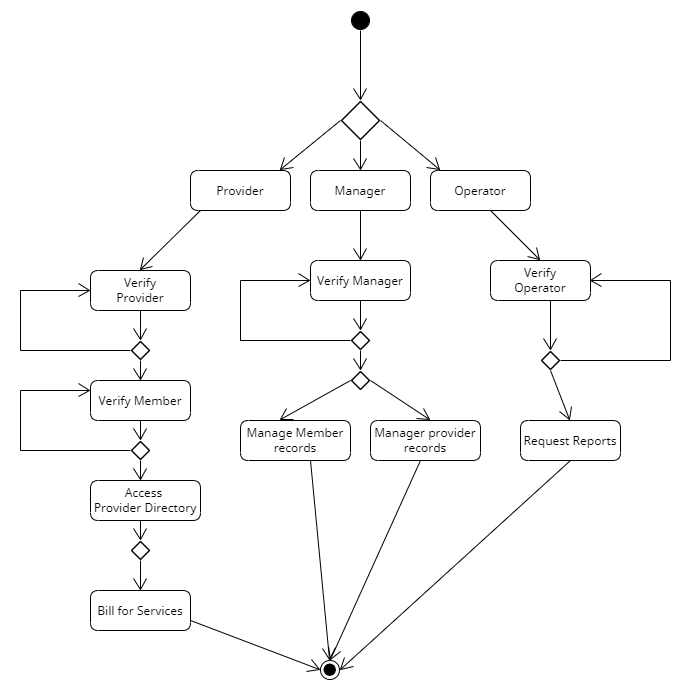 Provider
Manager
Operator
Verify
Provider
Verify Manager
Verify
Operator
Verify Member
Manage Member
records
Manager provider
records
Request Reports
Access
Provider Directory
Bill for Services